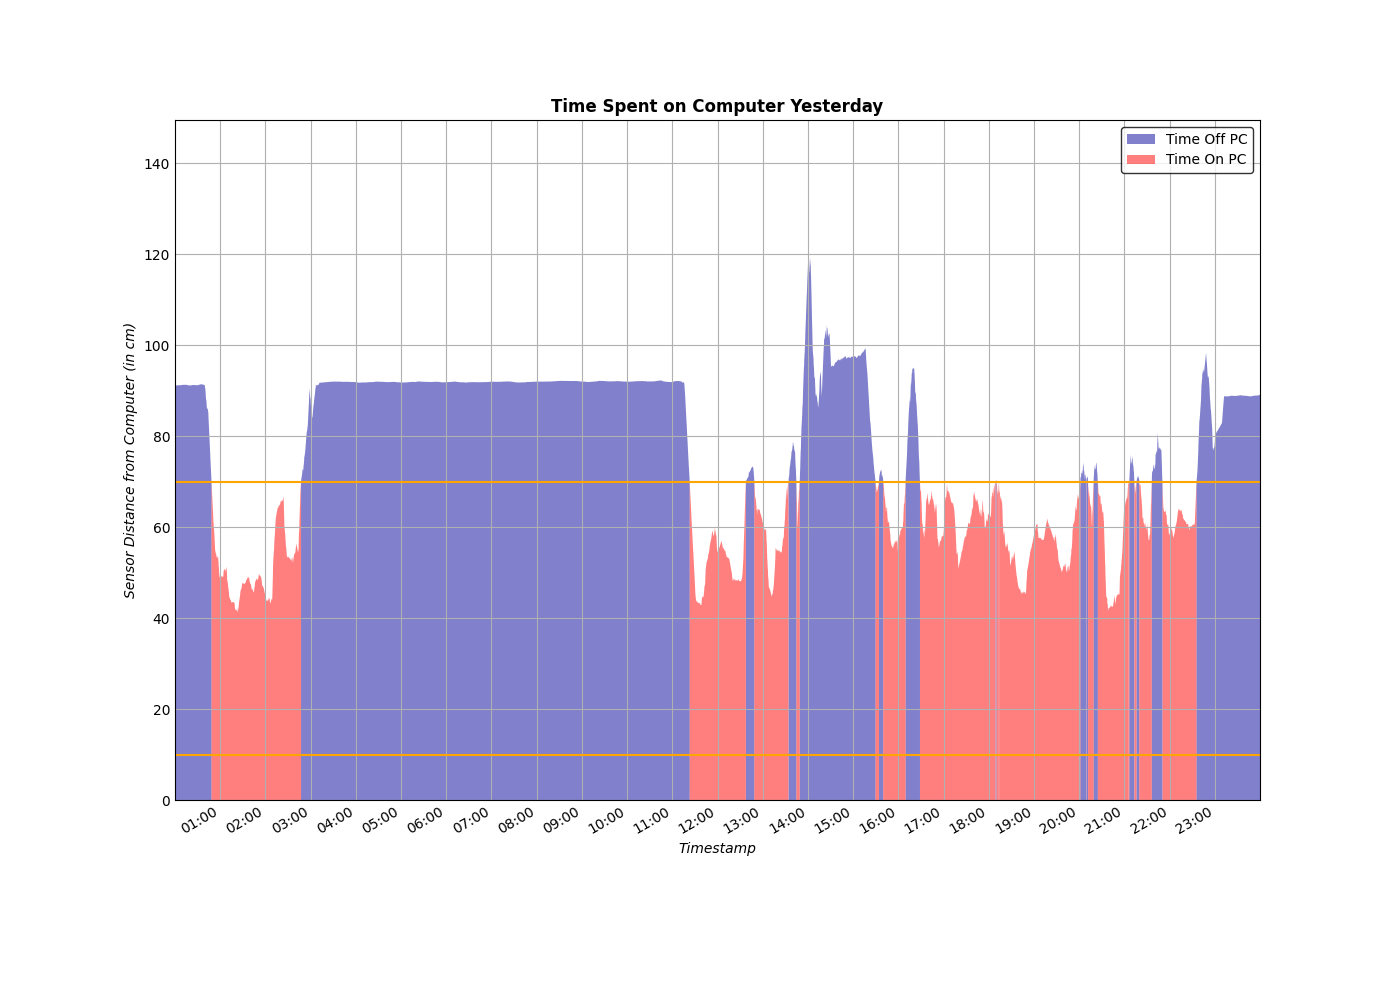 Time Spent on Computer Yesterday
Time Off PC
Time On PC
Sensor Distance from Computer (in cm)
140
120
100
80
60
40
20
0
01:00 02:00 03:00 04:00 05:00 06:00 07:00 08:00 09:00 10:00 11:00 12:00 13:00 14:00 15:00 16:00 17:00 18:00 19:00 20:00 21:00 22:00 23:00
Timestamp